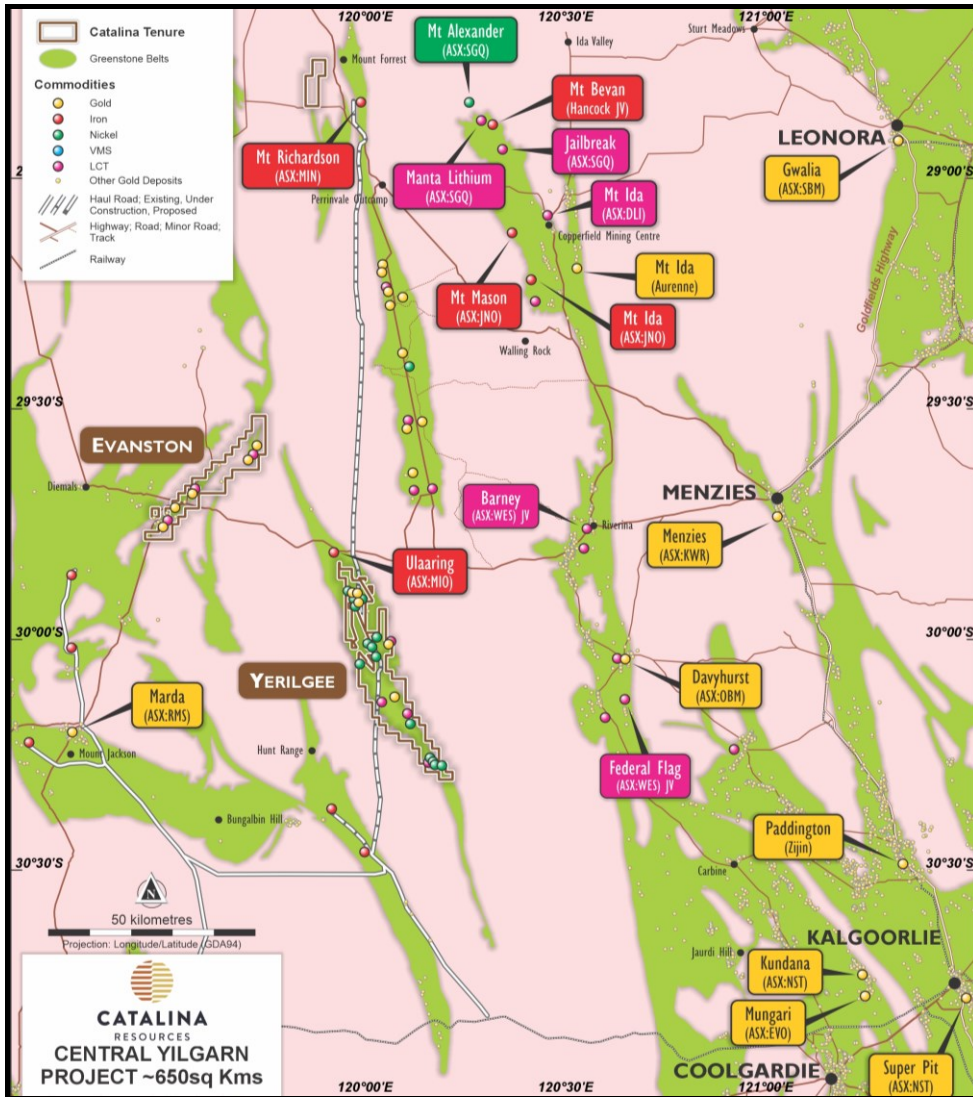 Catalina Tenure
Greenstone Belts
Commodities
Gold
Iron
Nickel
VMS
LCT
Other Gold Deposits
Haul Road; Existing, Under
Construction, Proposed
Highway; Road; Minor Road;
Track
Railway
120°00'E
120°30'E
121°00'E
Mt Alexander
(ASX:SGQ)
Ida Valley
Sturt Meadows
Mount Forrest
Mt Bevan
(Hancock JV)
LEONORA
Mt Richardson
(ASX:MIN)
Jailbreak
(ASX:SGQ)
Manta Lithium
(ASX:SGQ)
Gwalia
(ASX:SBM)
29°00'S
Perrinvale Outcamp
Mt Ida
(ASX:DLI)
Copperfield Mining Centre
Mt Ida
(Aurenne)
Goldfields Highway
Mt Mason
(ASX:JNO)
Mt Ida
(ASX:JNO)
Walling Rock
29°30'S
29°30'S
EVANSTON
Diemals
MENZIES
Barney
(ASX:WES) JV
Riverina
Menzies
(ASX:KWR)
Ulaaring
(ASX:MIO)
30°00'S
30°00'S
YERILGEE
Davyhurst
(ASX:OBM)
Marda
(ASX:RMS)
Mount Jackson
Hunt Range
Federal Flag
(ASX:WES) JV
Bungalbin Hill
Paddington
(Zijin)
30°30'S
30°30'S
Carbine
N
50 kilometres
Projection: Longitude/Latitude (GDA94)
KALGOORLIE
Jaurdi Hill
Kundana
(ASX:NST)
Mungari
(ASX:EVO)
CATALINA
RESOURCES
CENTRAL YILGARN
PROJECT ~650sq Kms
Super Pit
(ASX:NST)
COOLGARDIE
120°00'E
120°30'E
121°00'E